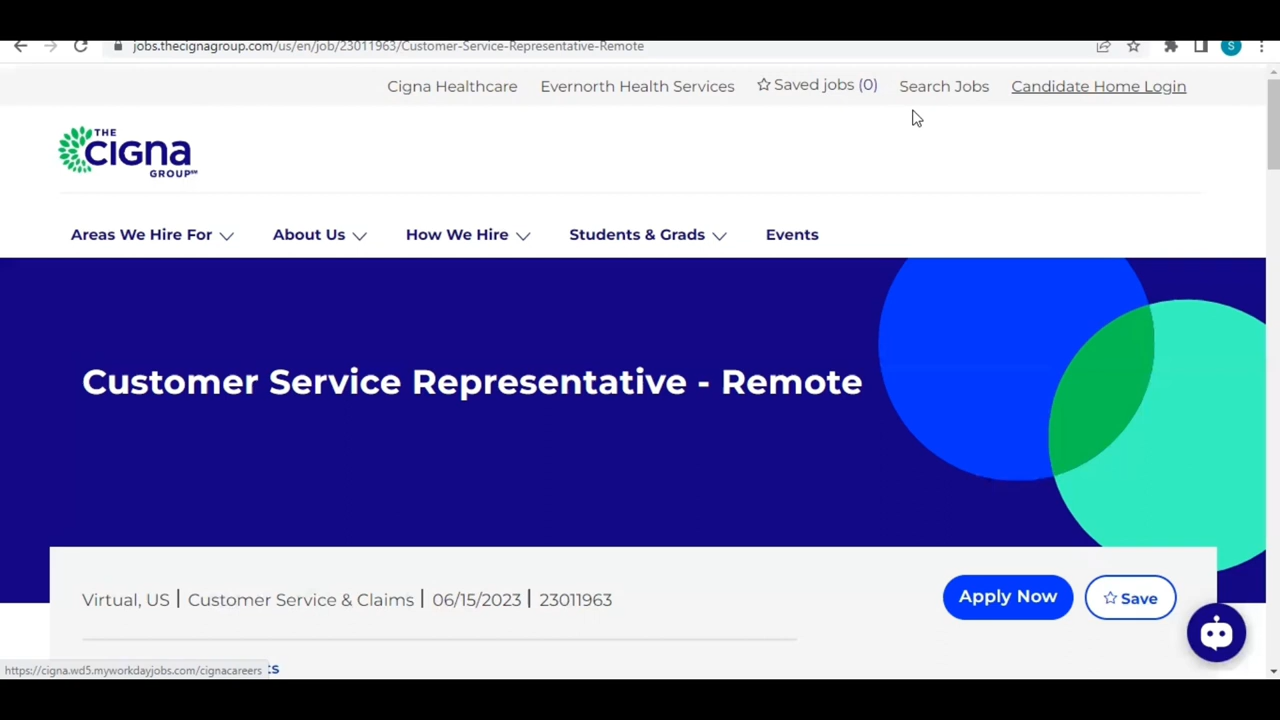 jobs.thecignagroup.com/us/en/job/23011963/Customer-Service-Representative-Remote
S
Cigna Healthcare Evernorth Health Services Saved jobs (0) Search Jobs Candidate Home Login
THE
cigna
GROUP SM
Areas We Hire For About Us How We Hire Students & Grads Events
Customer Service Representative - Remote
Virtual, US | Customer Service & Claims | 06/15/2023 | 23011963
Apply Now Save
https://cigna.wd5.myworkdayjobs.com/cignacareers